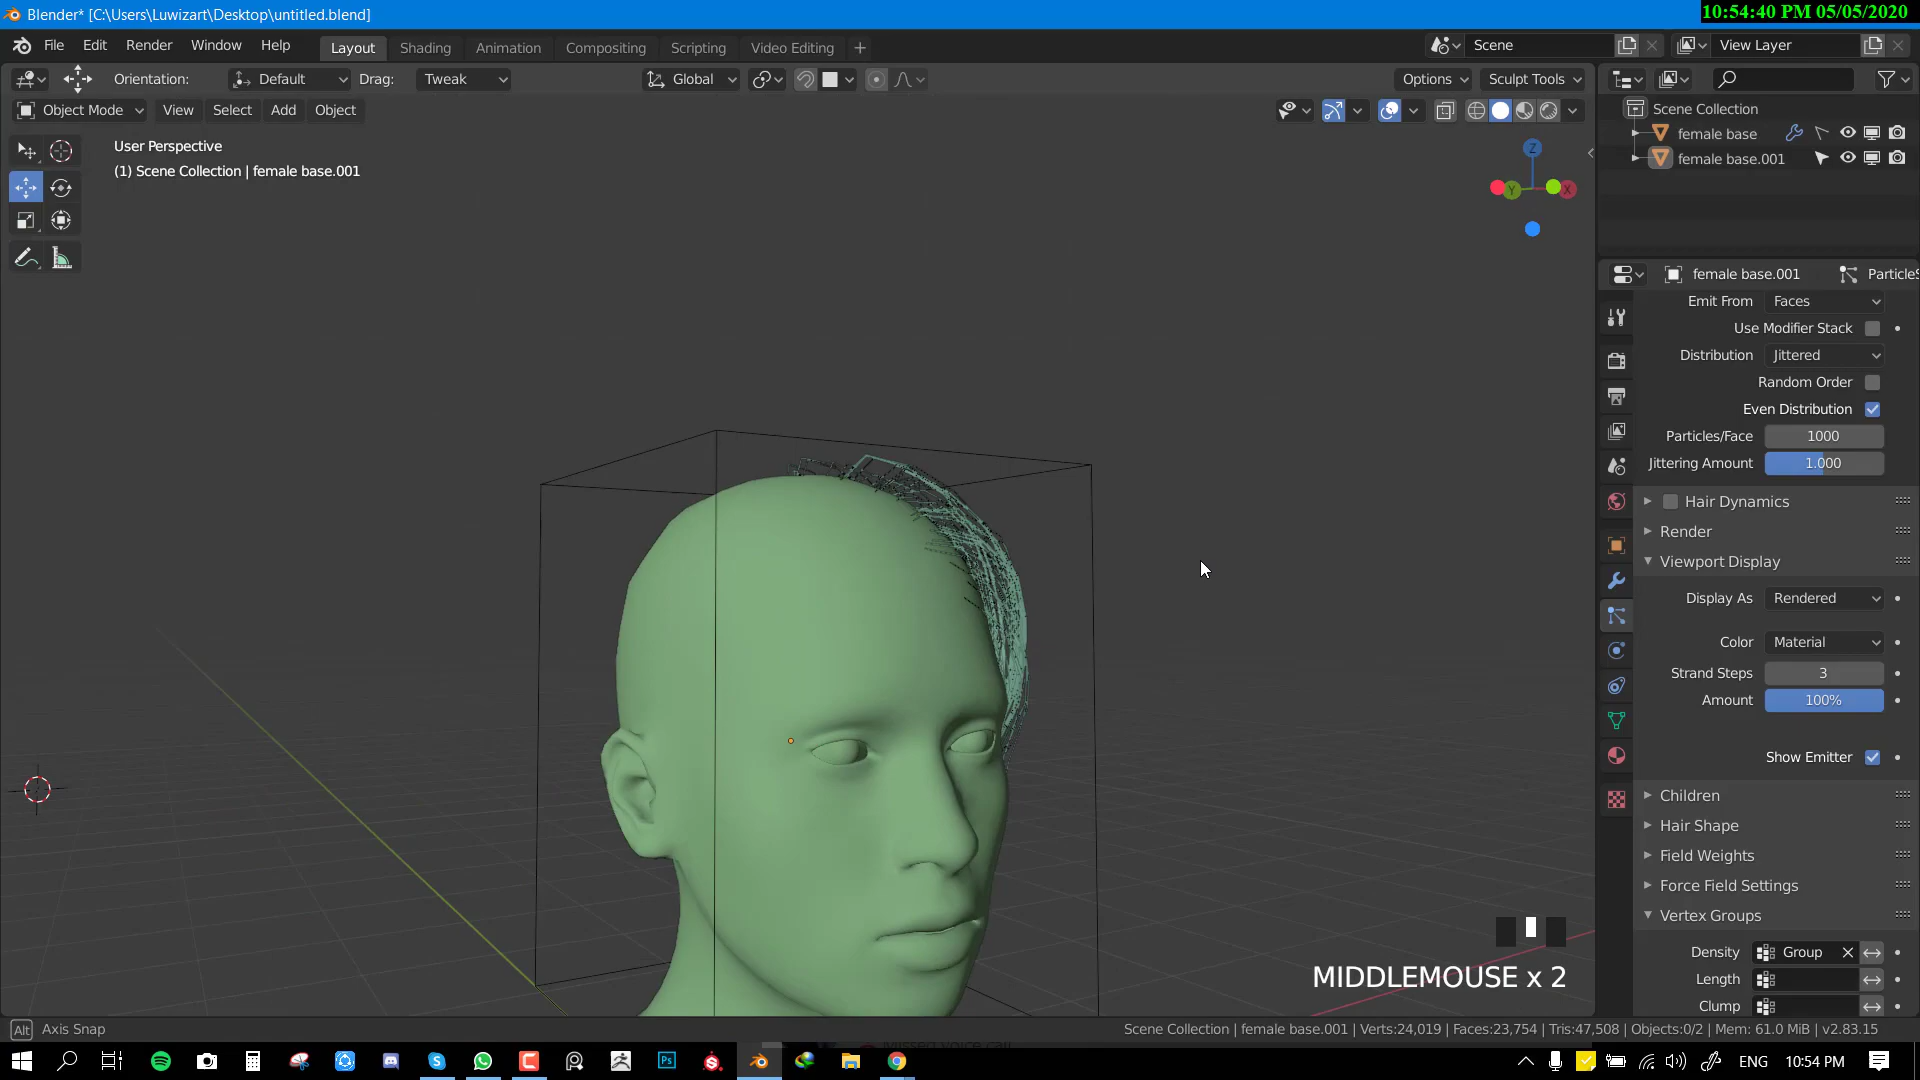 Blender* [C:\Users\Luwizart\Desktop\untitled.blend]
10:54:40 PM 05/05/2020
File Edit Render Window Help
Layout Shading Animation Compositing Scripting Video Editing +
Scene
View Layer
Orientation: Default Drag: Tweak
Global
Options Sculpt Tools
Object Mode View Select Add Object
User Perspective
(1) Scene Collection | female base.001
Z
Y
X
Scene Collection
female base
female base.001
female base.001
Emit From Faces
Use Modifier Stack
Distribution Jittered
Random Order
Even Distribution
Particles/Face 1000
Jittering Amount 1.000
Hair Dynamics
Render
Viewport Display
Display As Rendered
Color Material
Strand Steps 3
Amount 100%
Show Emitter
Children
Hair Shape
Field Weights
Force Field Settings
Vertex Groups
Density Group
Length
Clump
MIDDLEMOUSE x 2
Alt Axis Snap
Scene Collection | female base.001 | Verts:24,019 | Faces:23,754 | Tris:47,508 | Objects:0/2 | Mem: 61.0 MiB | v2.83.15
Missed voice call
Ps
ENG
10:54 PM